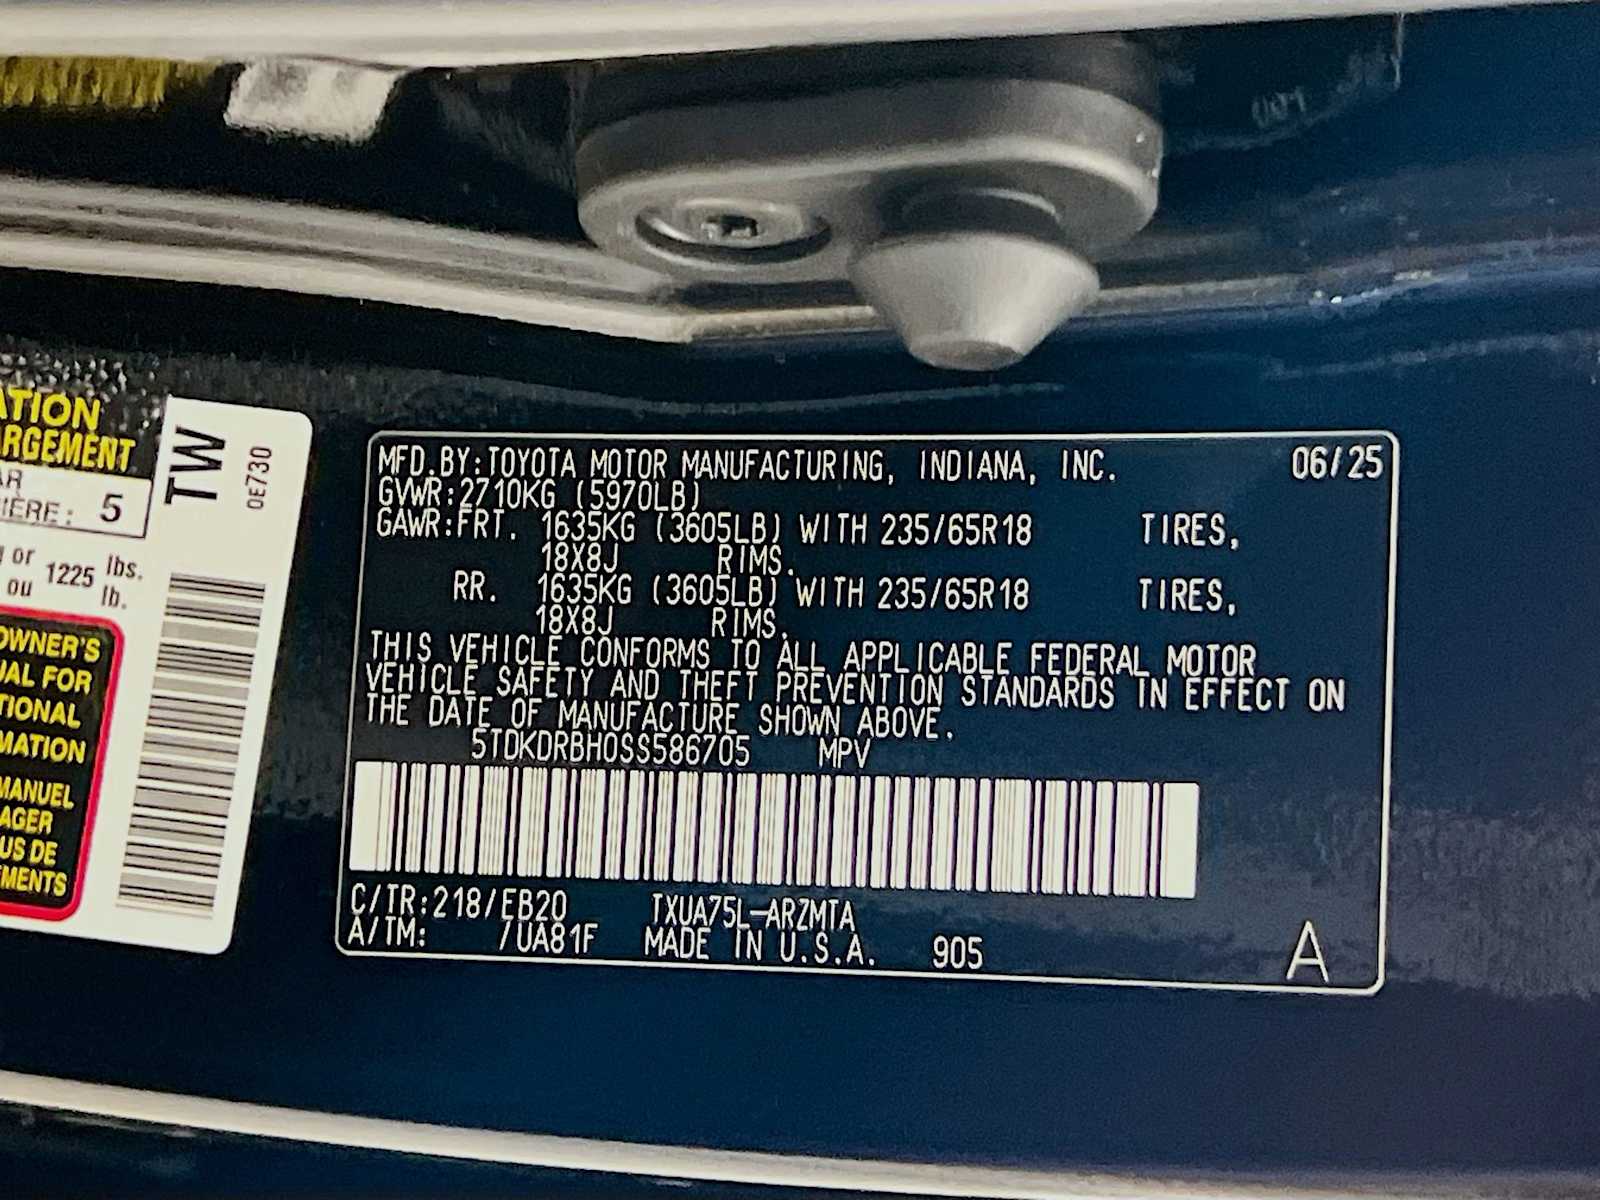 ATION
ARGEMENT
AR
IÈRE: 5
g or 1225 lbs.
ou lb.
OWNER'S
UAL FOR
TIONAL
MATION
MANUEL
AGER
US DE
EMENTS
TW
0E730
MFD.BY:TOYOTA MOTOR MANUFACTURING, INDIANA, INC. 06/25
GVWR:2710KG (5970LB)
GAWR:FRT. 1635KG (3605LB) WITH 235/65R18 TIRES,
18X8J RIMS.
RR. 1635KG (3605LB) WITH 235/65R18 TIRES,
18X8J RIMS.
THIS VEHICLE CONFORMS TO ALL APPLICABLE FEDERAL MOTOR
VEHICLE SAFETY AND THEFT PREVENTION STANDARDS IN EFFECT ON
THE DATE OF MANUFACTURE SHOWN ABOVE.
5TDKDRBH0SS586705 MPV
C/TR:218/EB20 TXUA75L-ARZMTA
A/TM: /UA81F MADE IN U.S.A. 905
A